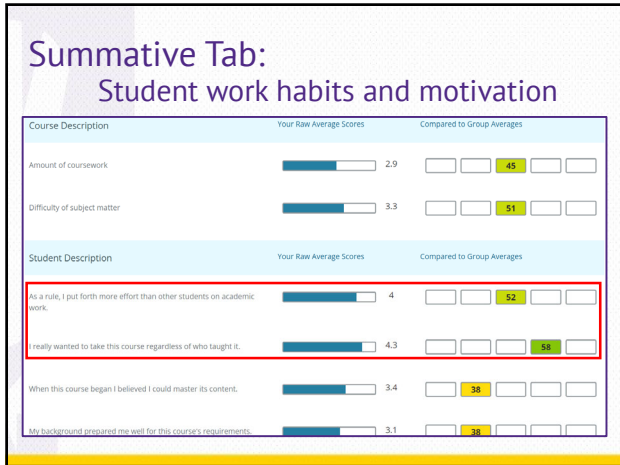 Summative Tab:
Student work habits and motivation
Course Description Your Raw Average Scores Compared to Group Averages
Amount of coursework 2.9 45
Difficulty of subject matter 3.3 51
Student Description Your Raw Average Scores Compared to Group Averages
As a rule, I put forth more effort than other students on academic
work. 4 52
I really wanted to take this course regardless of who taught it. 4.3 58
When this course began I believed I could master its content. 3.4 38
My background prepared me well for this course's requirements. 3.1 38